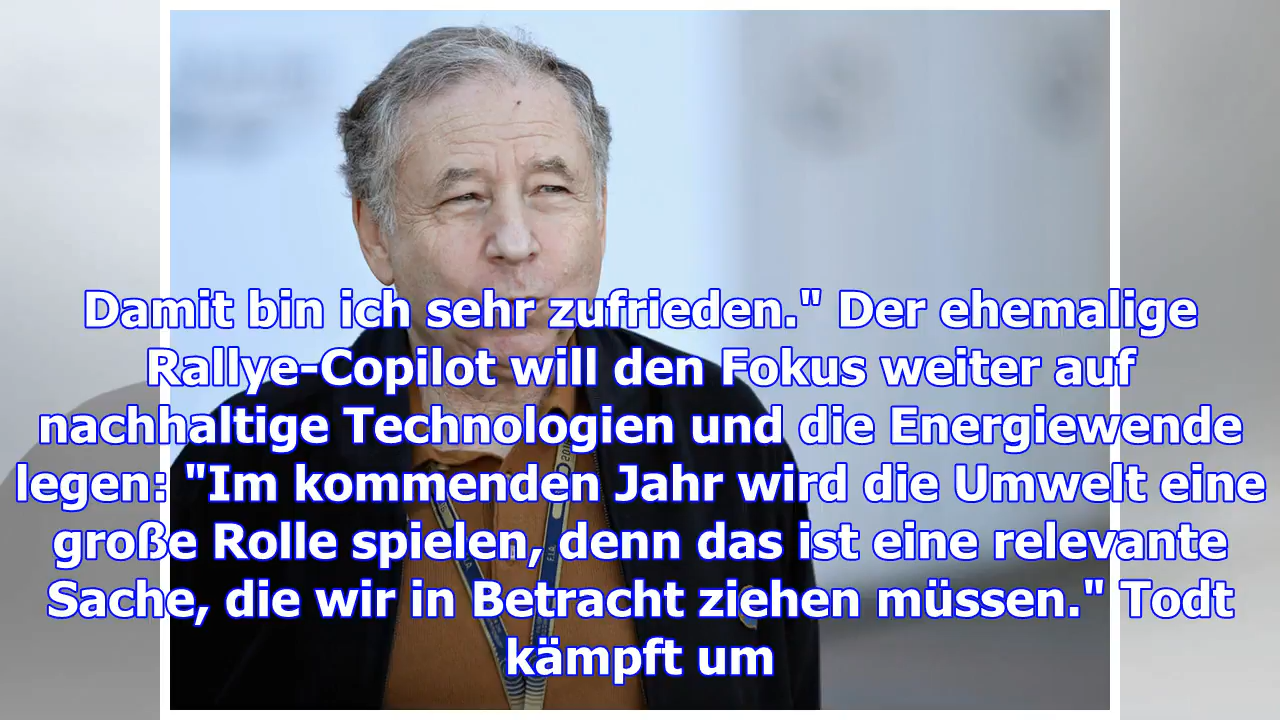 Damit bin ich sehr zufrieden." Der ehemalige
Rallye-Copilot will den Fokus weiter auf
nachhaltige Technologien und die Energiewende
legen: "Im kommenden Jahr wird die Umwelt eine
große Rolle spielen, denn das ist eine relevante
Sache, die wir in Betracht ziehen müssen." Todt
kämpft um
FIA